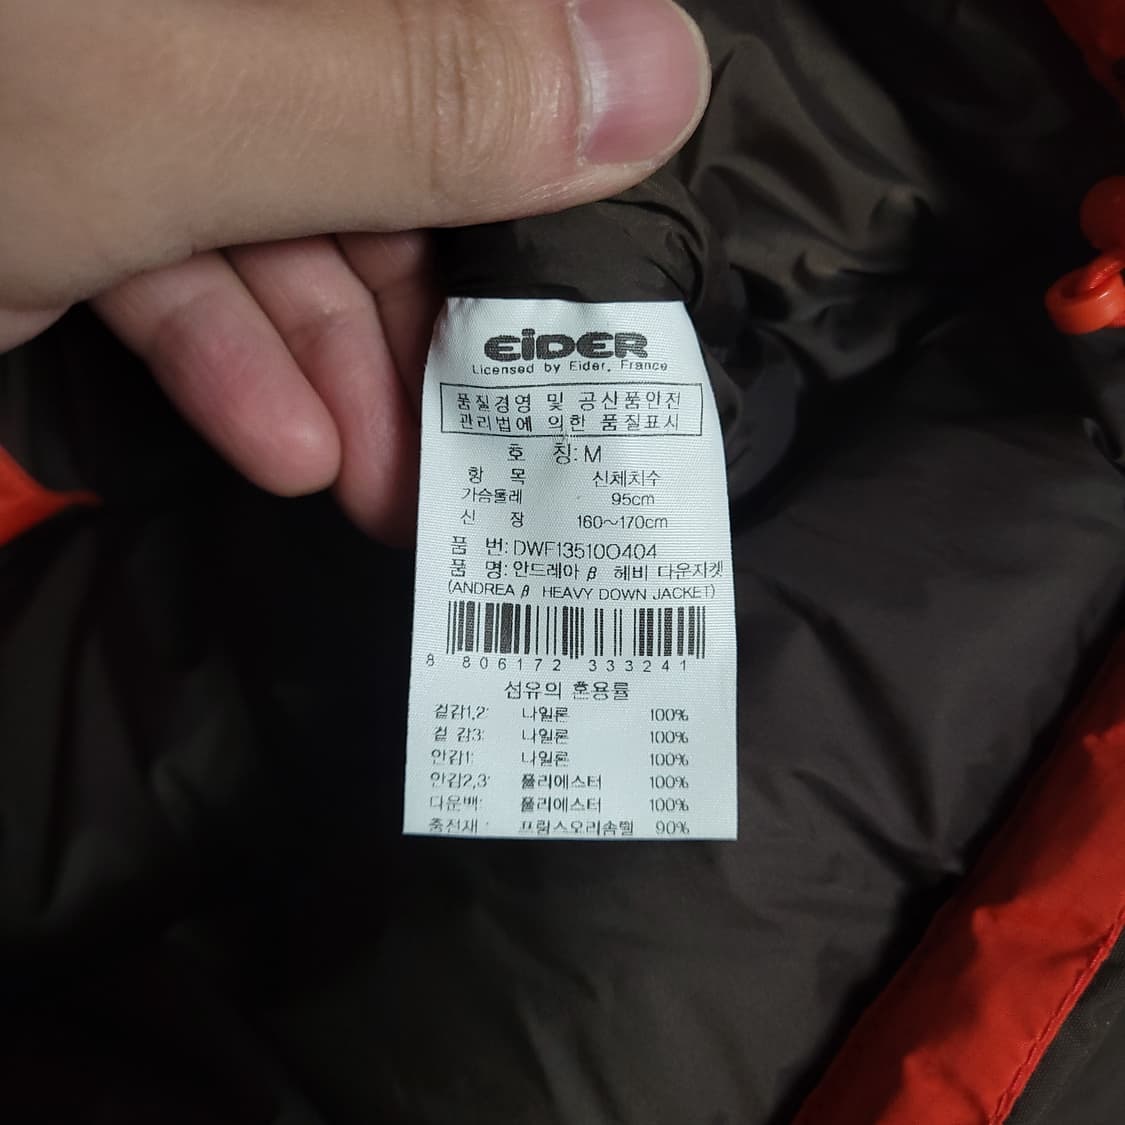 EiDER
Licensed by Eider, France
품질경영 및 공산품안전
관리법에 의한 품질표시
호 칭: M
항 목 신체치수
가슴둘레 95cm
신 장 160~170cm
품 번: DWF1351OO404
품 명: 안드레아 β 헤비 다운자켓
(ANDREA β HEAVY DOWN JACKET)
8 806172 333241
섬유의 혼용률
겉감1,2: 나일론 100%
겉 감3: 나일론 100%
안감1: 나일론 100%
안감2,3: 폴리에스터 100%
다운백: 폴리에스터 100%
충전재 : 프랑스오리솜털 90%